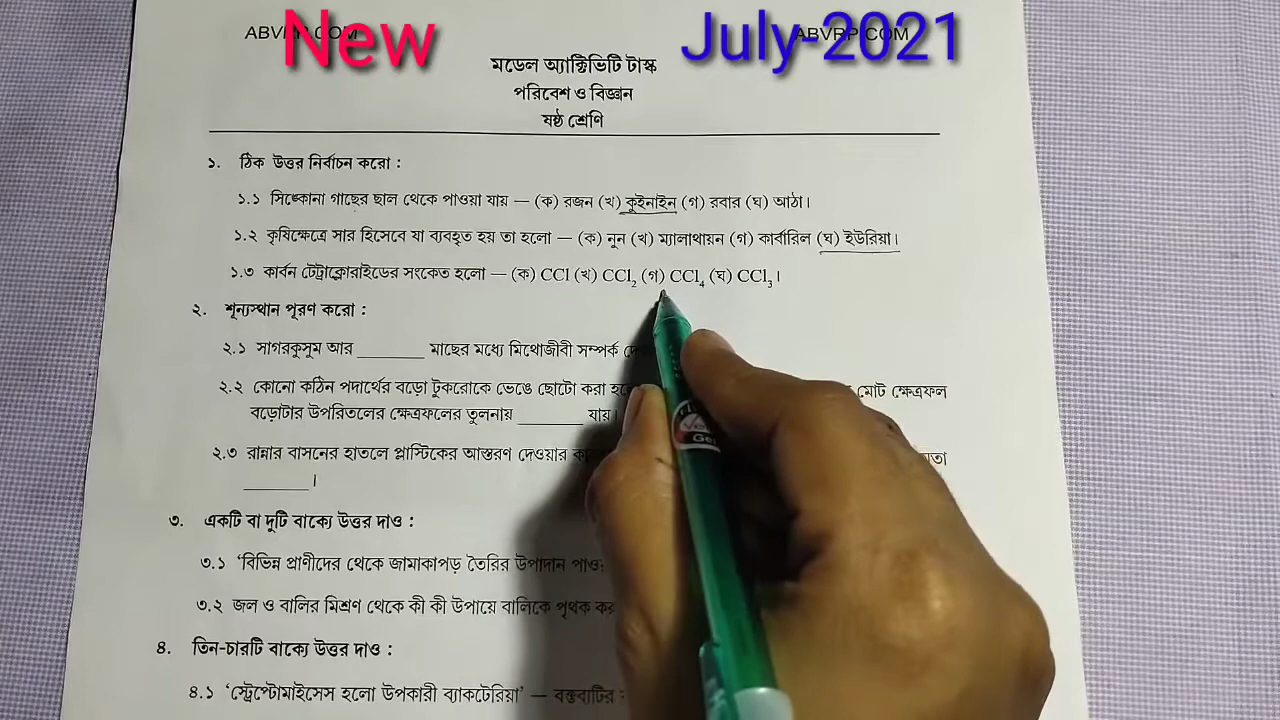 ABVRP.COM ABVRP.COM
New July-2021
মডেল অ্যাক্টিভিটি টাস্ক
পরিবেশ ও বিজ্ঞান
ষষ্ঠ শ্রেণি
১. ঠিক উত্তর নির্বাচন করো :
১.১ সিঙ্কোনা গাছের ছাল থেকে পাওয়া যায় — (ক) রজন (খ) কুইনাইন (গ) রবার (ঘ) আঠা।
১.২ কৃষিক্ষেত্রে সার হিসেবে যা ব্যবহৃত হয় তা হলো — (ক) নুন (খ) ম্যালাথায়ন (গ) কার্বারিল (ঘ) ইউরিয়া।
১.৩ কার্বন টেট্রাক্লোরাইডের সংকেত হলো — (ক) CCl (খ) CCl₂ (গ) CCl₄ (ঘ) CCl₃।
২. শূন্যস্থান পূরণ করো :
২.১ সাগরকুসুম আর ______ মাছের মধ্যে মিথোজীবী সম্পর্ক
২.২ কোনো কঠিন পদার্থের বড়ো টুকরোকে ভেঙে ছোটো করা মোট ক্ষেত্রফল
বড়োটার উপরিতলের ক্ষেত্রফলের তুলনায় ______ যায়।
২.৩ রান্নার বাসনের হাতলে প্লাস্টিকের আস্তরণ দেওয়ার
______।
৩. একটি বা দুটি বাক্যে উত্তর দাও :
৩.১ ‘বিভিন্ন প্রাণীদের থেকে জামাকাপড় তৈরির উপাদান
৩.২ জল ও বালির মিশ্রণ থেকে কী কী উপায়ে বালিকে পৃথক
৪. তিন-চারটি বাক্যে উত্তর দাও :
৪.১ ‘স্ট্রেপ্টোমাইসেস হলো উপকারী ব্যাকটেরিয়া’ — বক্তব্যটির